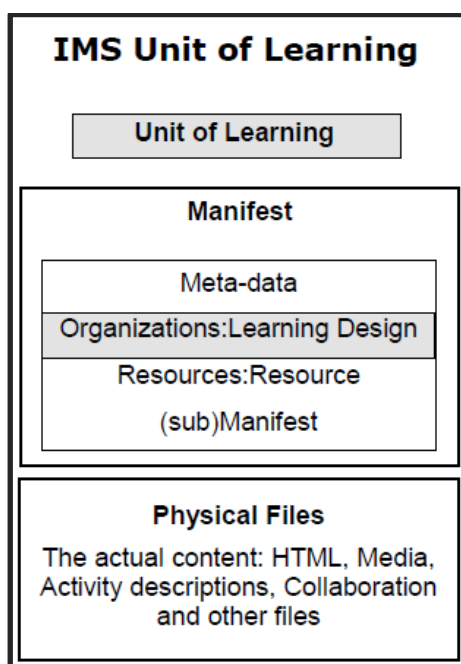 IMS Unit of Learning
Unit of Learning
Manifest
Meta-data
Organizations:Learning Design
Resources:Resource
(sub)Manifest
Physical Files
The actual content: HTML, Media,
Activity descriptions, Collaboration
and other files